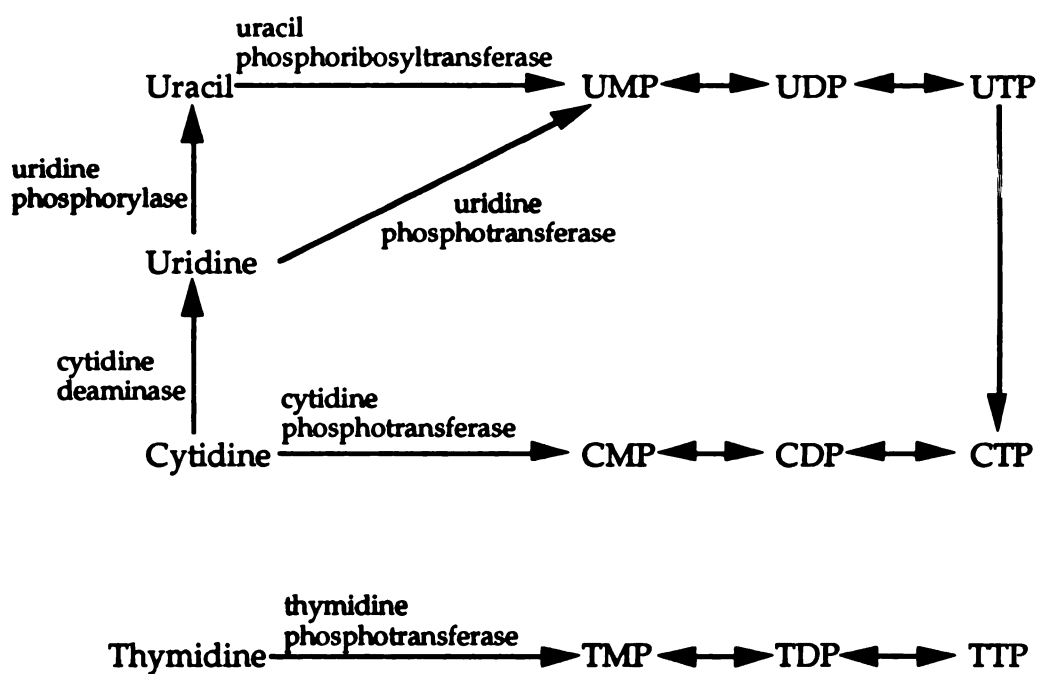 uracil
phosphoribosyltransferase
Uracil UMP UDP UTP
uridine
phosphorylase
uridine
phosphotransferase
Uridine
cytidine
deaminase
cytidine
phosphotransferase
Cytidine CMP CDP CTP
thymidine
phosphotransferase
Thymidine TMP TDP TTP